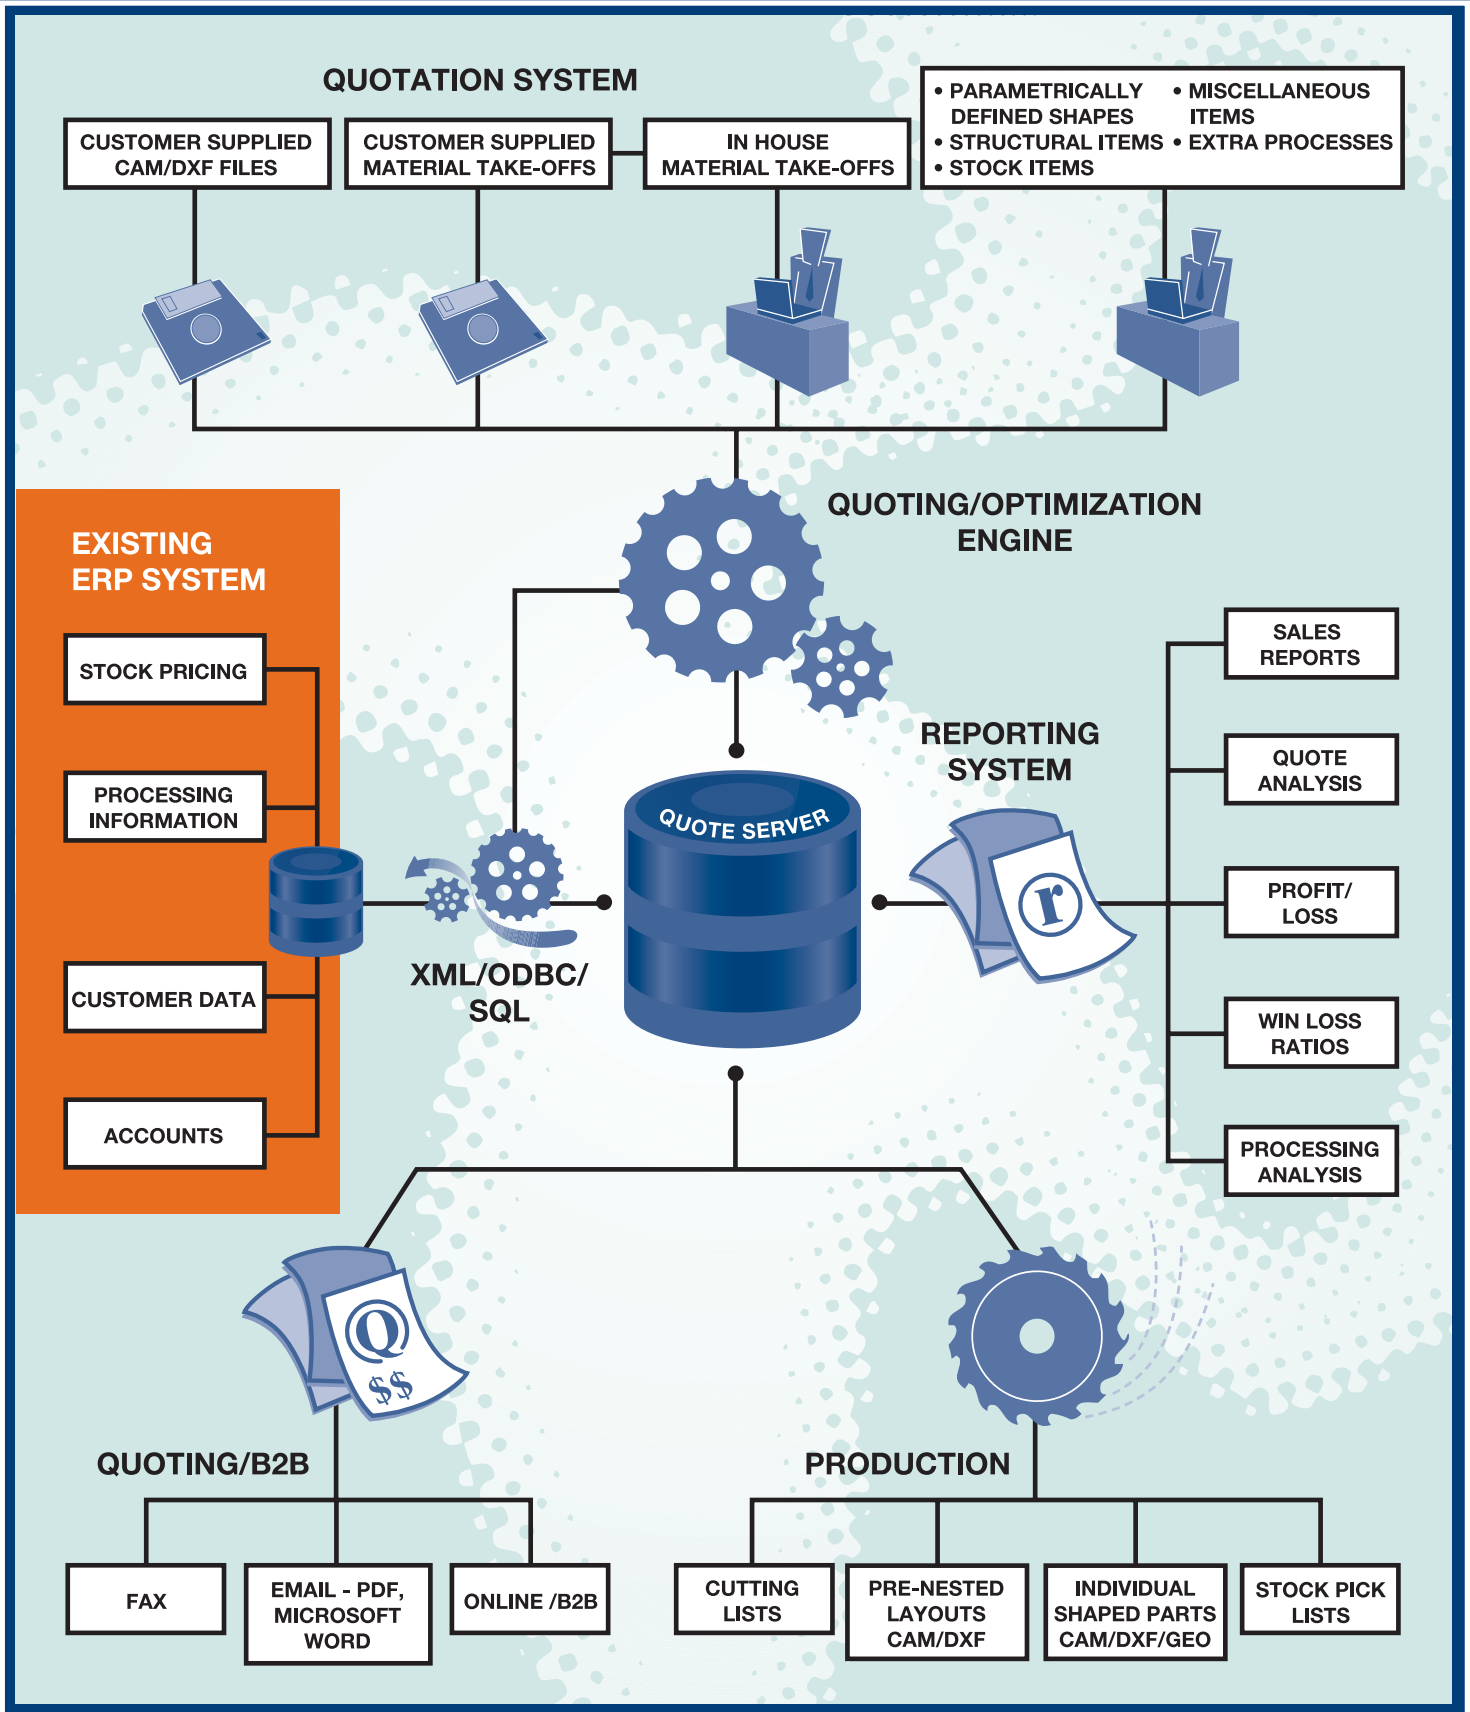 QUOTATION SYSTEM
CUSTOMER SUPPLIED
CAM/DXF FILES
CUSTOMER SUPPLIED
MATERIAL TAKE-OFFS
IN HOUSE
MATERIAL TAKE-OFFS
• PARAMETRICALLY
DEFINED SHAPES
• STRUCTURAL ITEMS
• STOCK ITEMS
• MISCELLANEOUS
ITEMS
• EXTRA PROCESSES
QUOTING/OPTIMIZATION
ENGINE
EXISTING
ERP SYSTEM
STOCK PRICING
PROCESSING
INFORMATION
CUSTOMER DATA
ACCOUNTS
XML/ODBC/
SQL
QUOTE SERVER
REPORTING
SYSTEM
r
SALES
REPORTS
QUOTE
ANALYSIS
PROFIT/
LOSS
WIN LOSS
RATIOS
PROCESSING
ANALYSIS
Q
$$
QUOTING/B2B
FAX
EMAIL - PDF,
MICROSOFT
WORD
ONLINE /B2B
PRODUCTION
CUTTING
LISTS
PRE-NESTED
LAYOUTS
CAM/DXF
INDIVIDUAL
SHAPED PARTS
CAM/DXF/GEO
STOCK PICK
LISTS